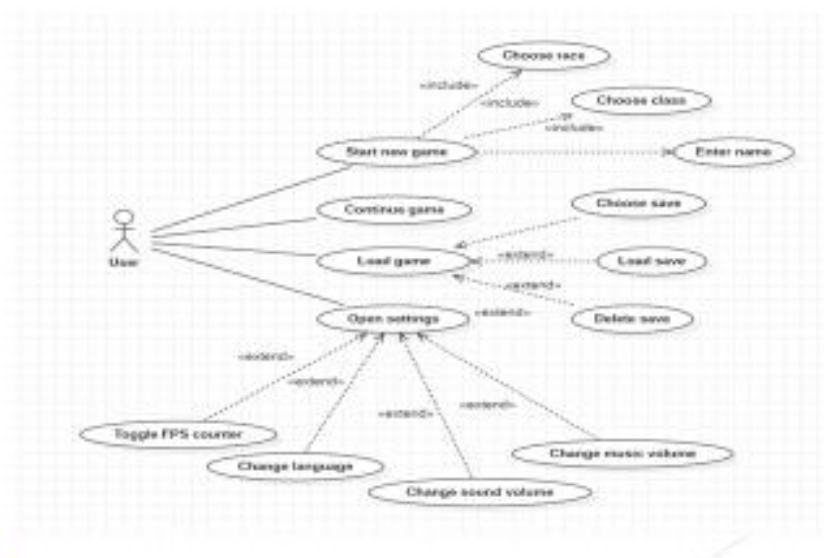 Choose race
«include»
«include»
Choose class
«include»
Start new game
Enter name
Continue game
Choose save
User
Load game
«extend»
Load save
«extend»
Open settings
«extend»
Delete save
«extend»
«extend»
«extend»
«extend»
Toggle FPS counter
Change language
Change music volume
Change sound volume